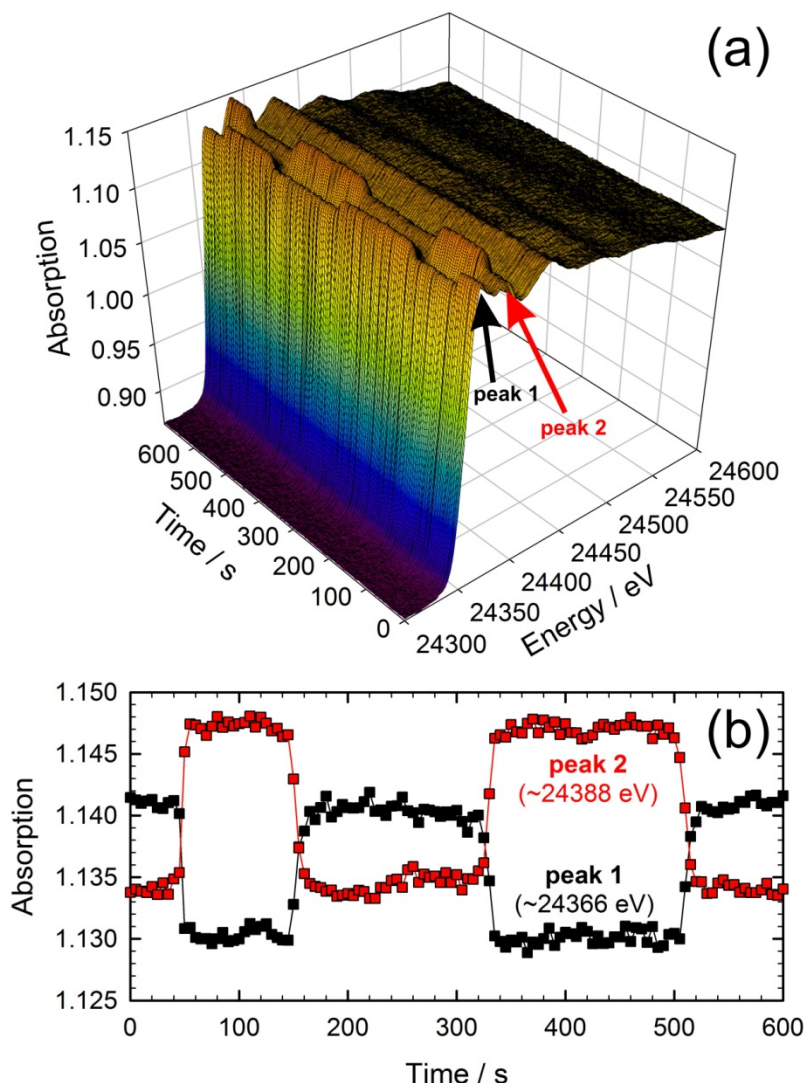 (a)
1.15
1.10
1.05
1.00
0.95
0.90
Absorption
peak 1
peak 2
600
500
400
300
200
100
0
Time / s
24300
24350
24400
24450
24500
24550
24600
Energy / eV
(b)
1.150
1.145
1.140
1.135
1.130
1.125
Absorption
peak 2
(~24388 eV)
peak 1
(~24366 eV)
0 100 200 300 400 500 600
Time / s